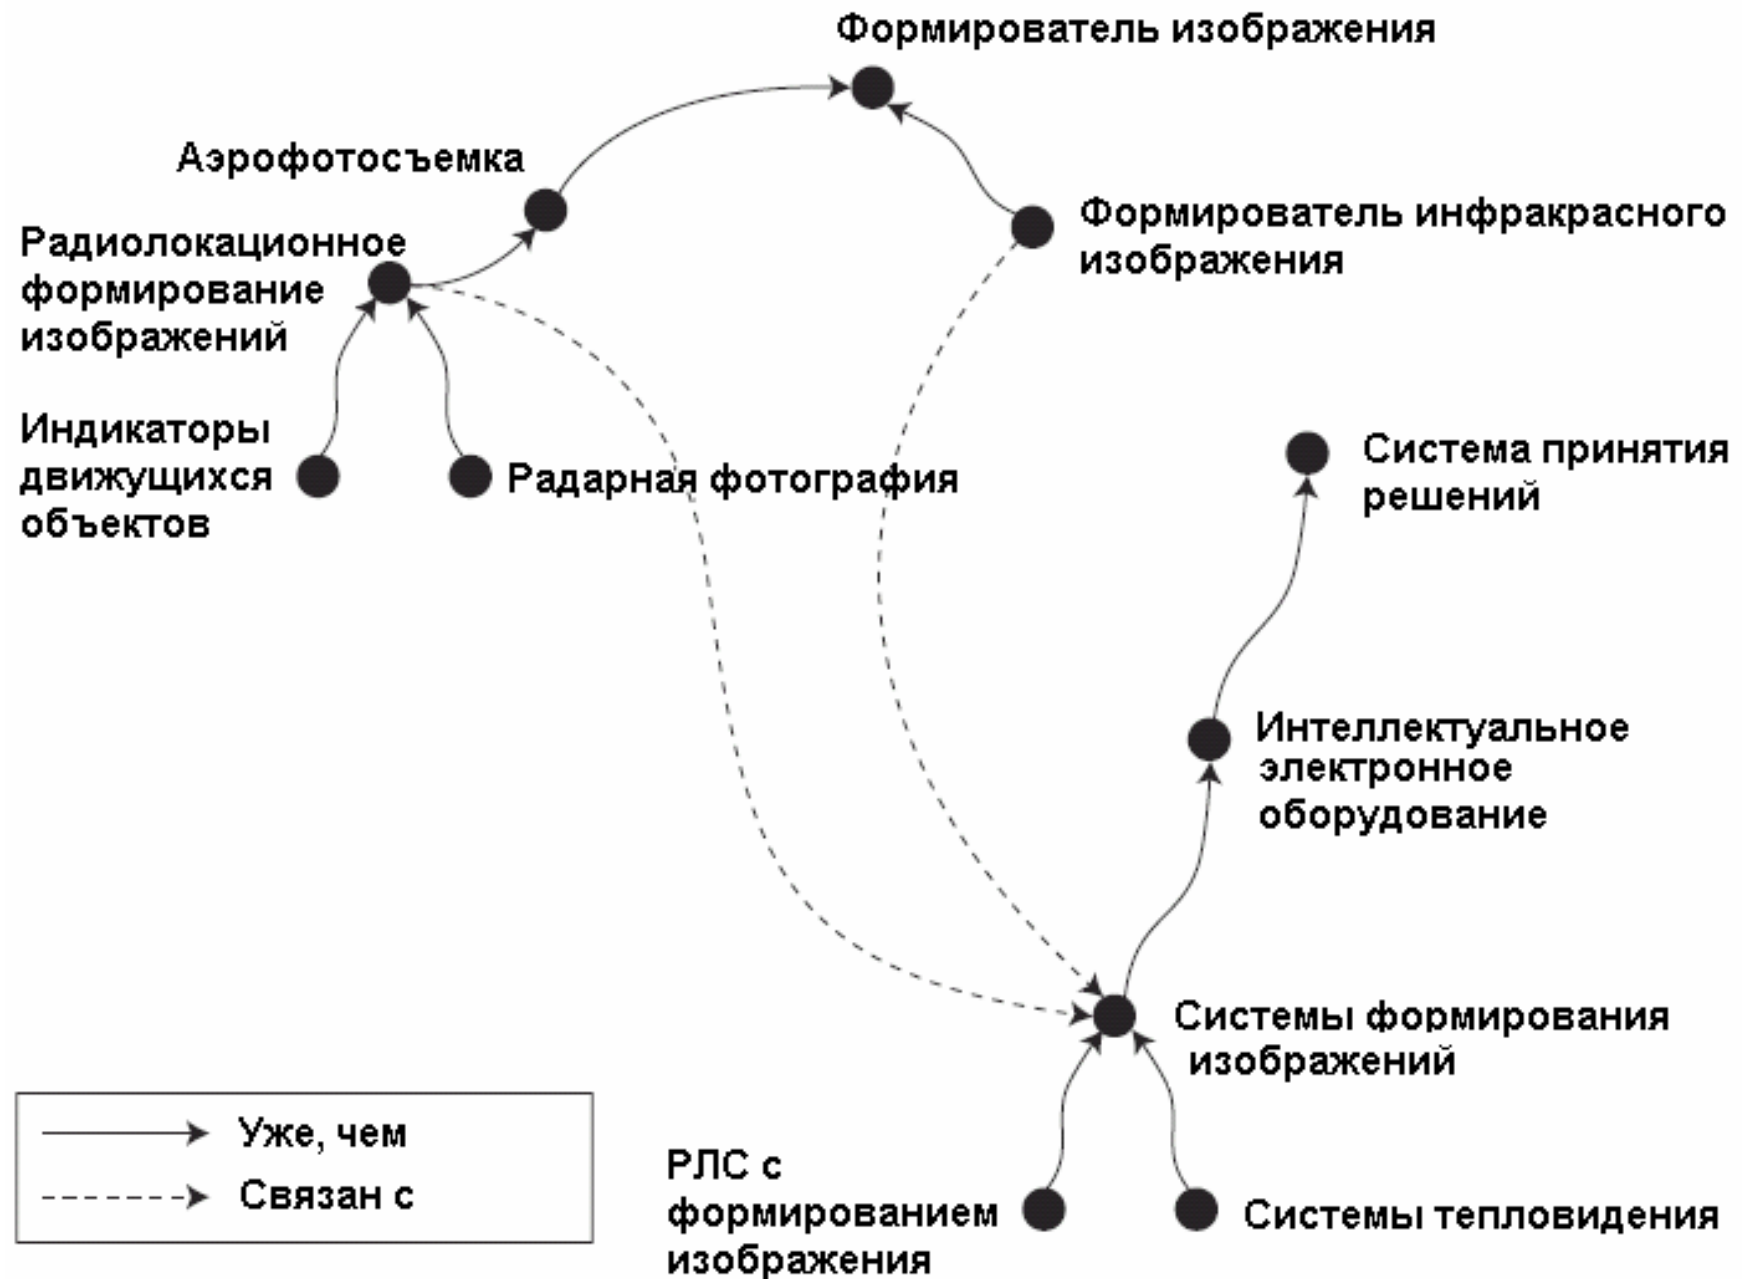 Формирователь изображения
Аэрофотосъемка
Формирователь инфракрасного
изображения
Радиолокационное
формирование
изображений
Индикаторы
движущихся
объектов
Радарная фотография
Система принятия
решений
Интеллектуальное
электронное
оборудование
Системы формирования
изображений
Уже, чем
Связан с
РЛС с
формированием
изображения
Системы тепловидения